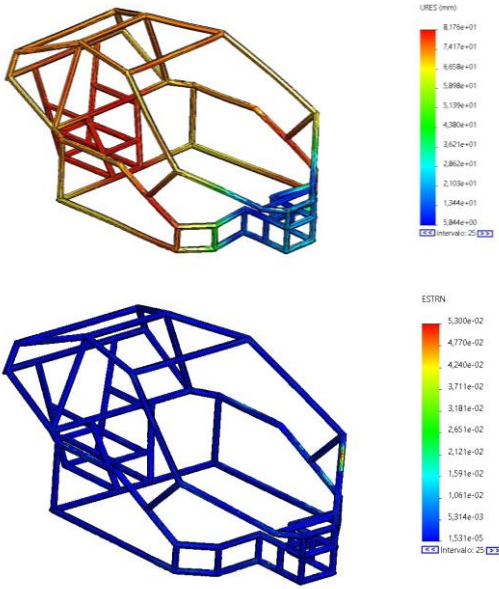 URES (mm)
8,176e+01
7,417e+01
6,658e+01
5,898e+01
5,139e+01
4,380e+01
3,621e+01
2,862e+01
2,103e+01
1,344e+01
5,844e+00
<< Intervalo: 25 >>
ESTRN
5,300e-02
4,770e-02
4,240e-02
3,711e-02
3,181e-02
2,651e-02
2,121e-02
1,591e-02
1,061e-02
5,314e-03
1,531e-05
<< Intervalo: 25 >>